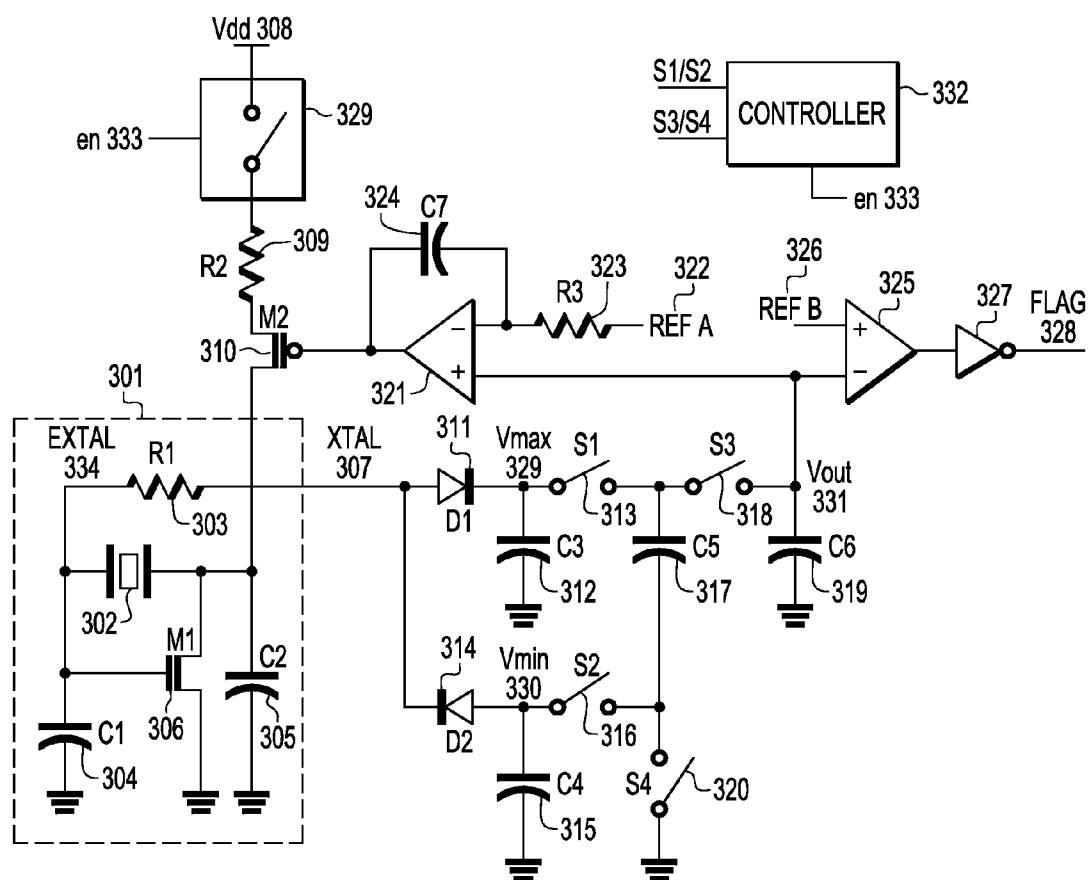 Vdd 308
329
en 333
S1/S2
S3/S4
CONTROLLER
332
en 333
309
R2
324
C7
R3
323
322
REF A
326
REF B
325
327
FLAG
328
M2
310
321
-
+
+
-
301
EXTAL
334
R1
303
XTAL
307
311
D1
Vmax
329
S1
313
S3
318
Vout
331
C3
312
C5
317
C6
319
302
M1
306
C2
305
C1
304
314
D2
Vmin
330
S2
316
C4
315
S4
320